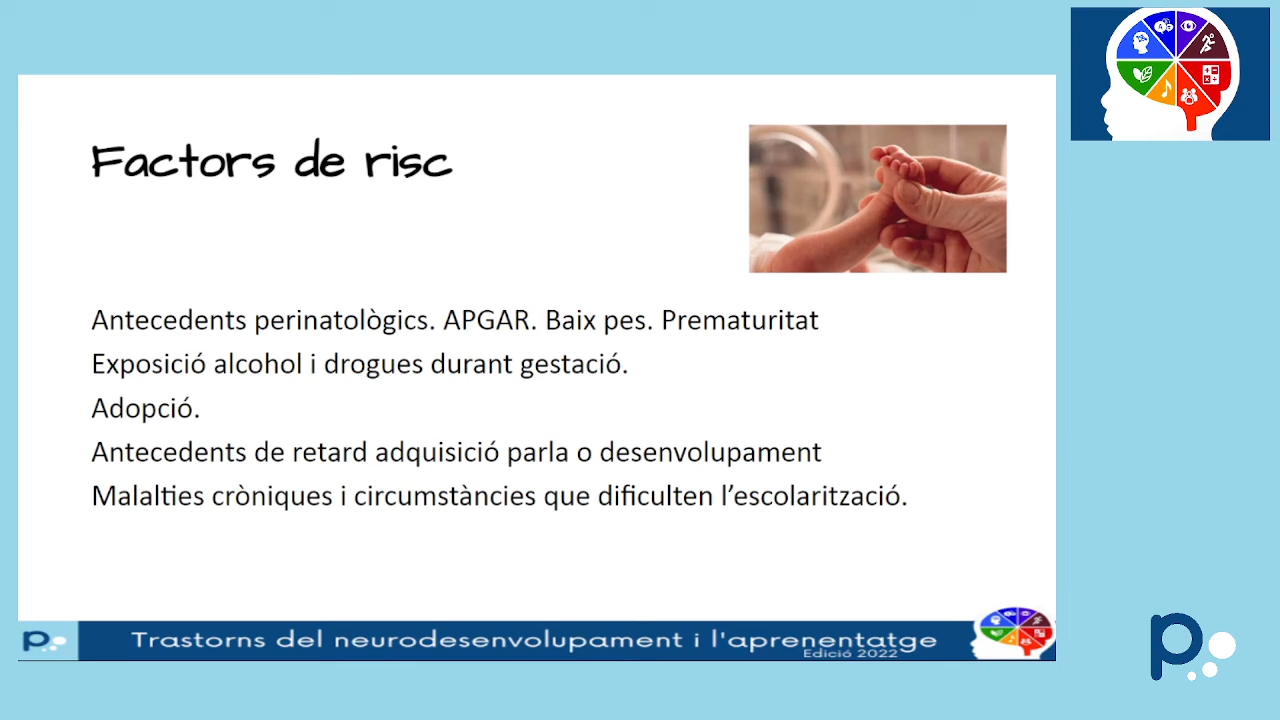 Factors de risc
Antecedents perinatològics. APGAR. Baix pes. Prematuritat
Exposició alcohol i drogues durant gestació.
Adopció.
Antecedents de retard adquisició parla o desenvolupament
Malalties cròniques i circumstàncies que dificulten l’escolarització.
p.
Trastorns del neurodesenvolupament i l'aprenentatge
Edició 2022
p.